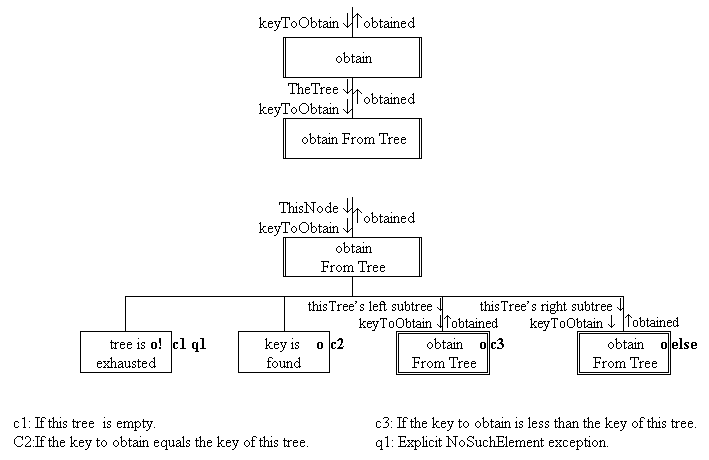 keyToObtain obtained
obtain
TheTree
keyToObtain obtained
obtain From Tree
ThisNode
keyToObtain obtained
obtain
From Tree
thisTree's left subtree thisTree's right subtree
keyToObtain obtained keyToObtain obtained
tree is o! c1 q1 key is o c2 obtain o c3 obtain o else
exhausted found From Tree From Tree
c1: If this tree is empty. c3: If the key to obtain is less than the key of this tree.
C2:If the key to obtain equals the key of this tree. q1: Explicit NoSuchElement exception.